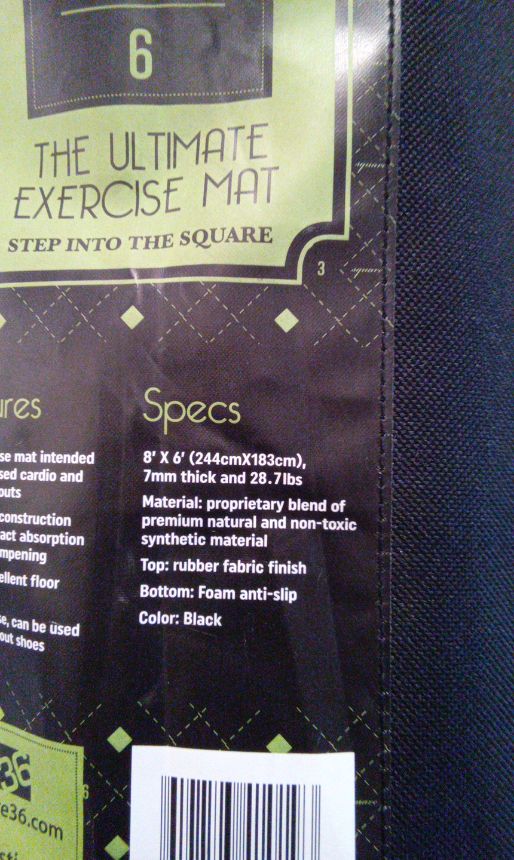 6
THE ULTIMATE
EXERCISE MAT
STEP INTO THE SQUARE
3
square
square
ures
se mat intended
sed cardio and
outs
construction
act absorption
mpening
ellent floor
se, can be used
out shoes
Specs
8' X 6' (244cmX183cm),
7mm thick and 28.7lbs
Material: proprietary blend of
premium natural and non-toxic
synthetic material
Top: rubber fabric finish
Bottom: Foam anti-slip
Color: Black
36
6
e36.com